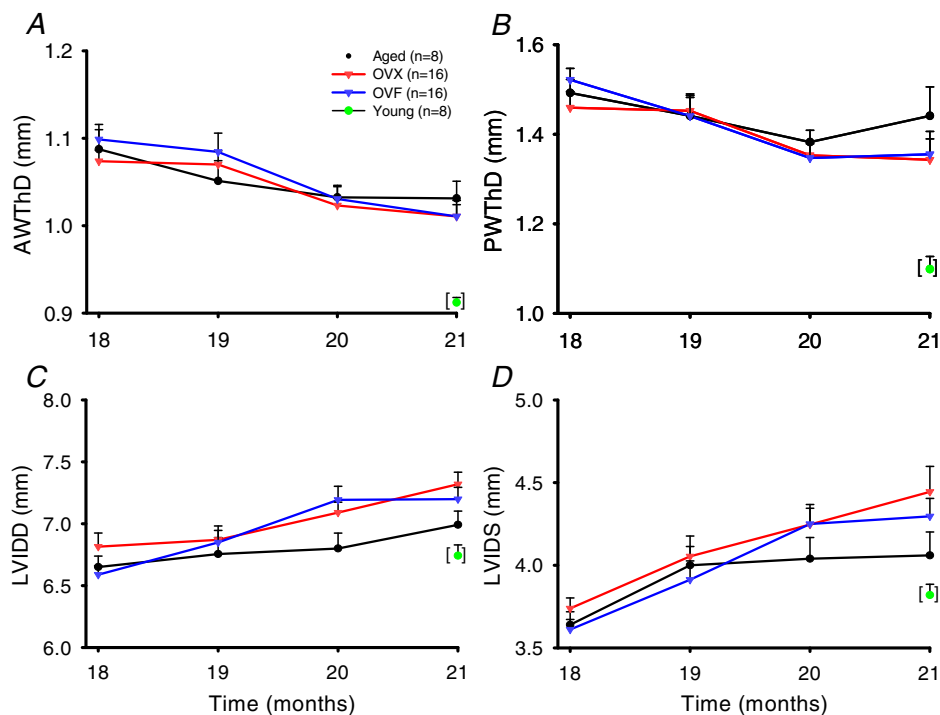 A
AWThD (mm)
1.2
1.1
1.0
0.9
18 19 20 21
Aged (n=8)
OVX (n=16)
OVF (n=16)
Young (n=8)
[ ]
B
PWThD (mm)
1.6
1.4
1.2
1.0
18 19 20 21
[ ]
C
LVIDD (mm)
8.0
7.5
7.0
6.5
6.0
18 19 20 21
Time (months)
[ ]
D
LVIDS (mm)
5.0
4.5
4.0
3.5
18 19 20 21
Time (months)
[ ]